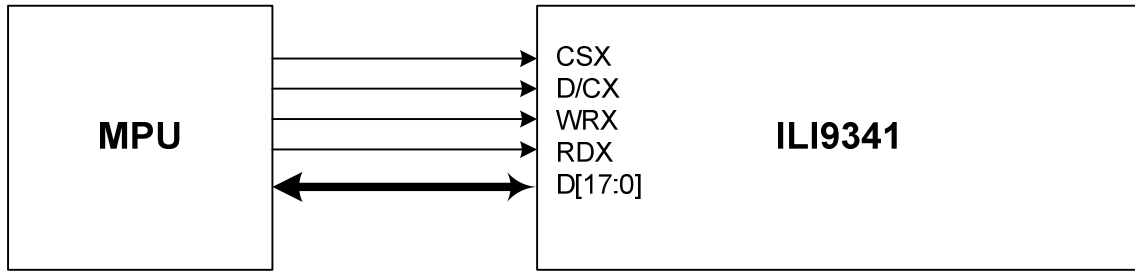 MPU
CSX
D/CX
WRX
RDX
D[17:0]
ILI9341